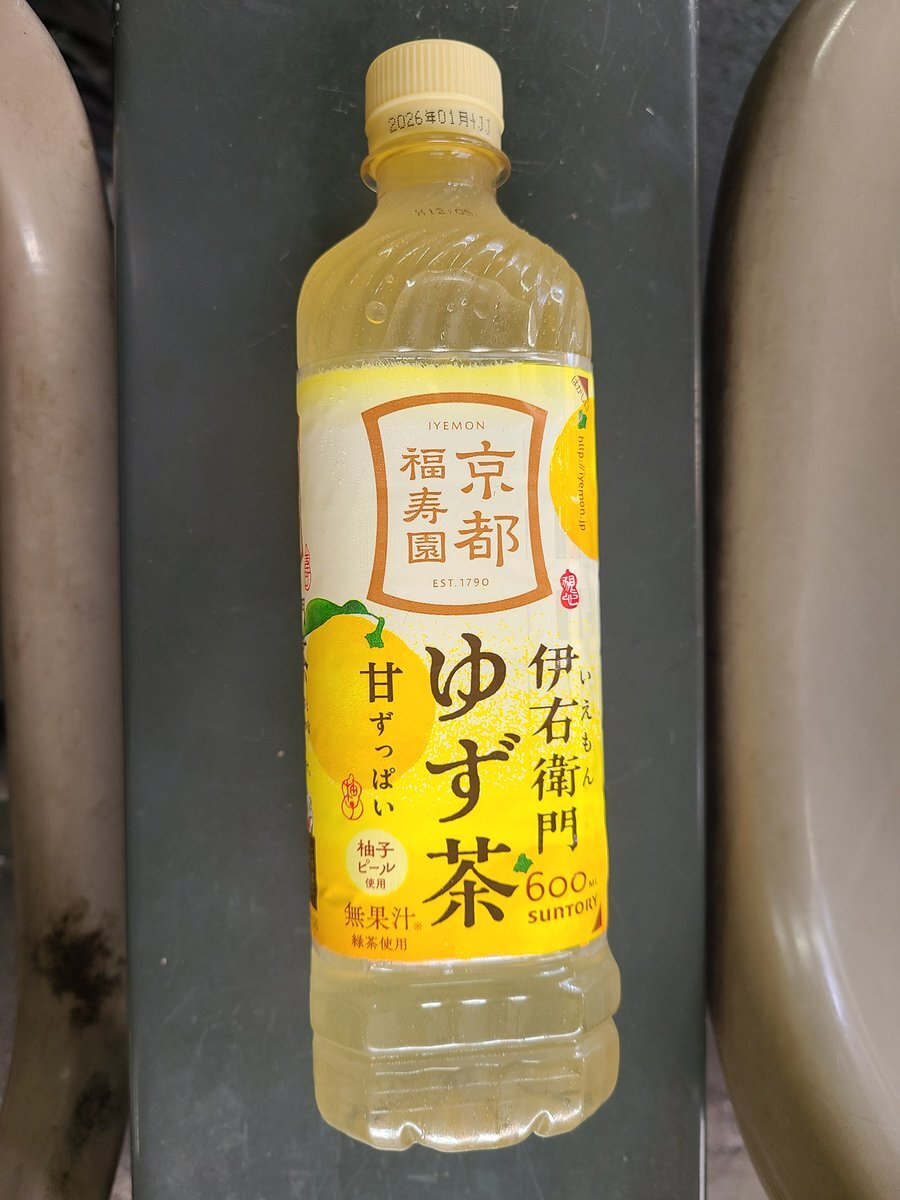 2026年01月
12:05
IYEMON
京都
福寿園
EST.1790
http://iyemon.jp
いえもん
伊右衛門
ゆず茶
甘ずっぱい
柚子
ピール
使用
無果汁※
緑茶使用
600ML
SUNTORY